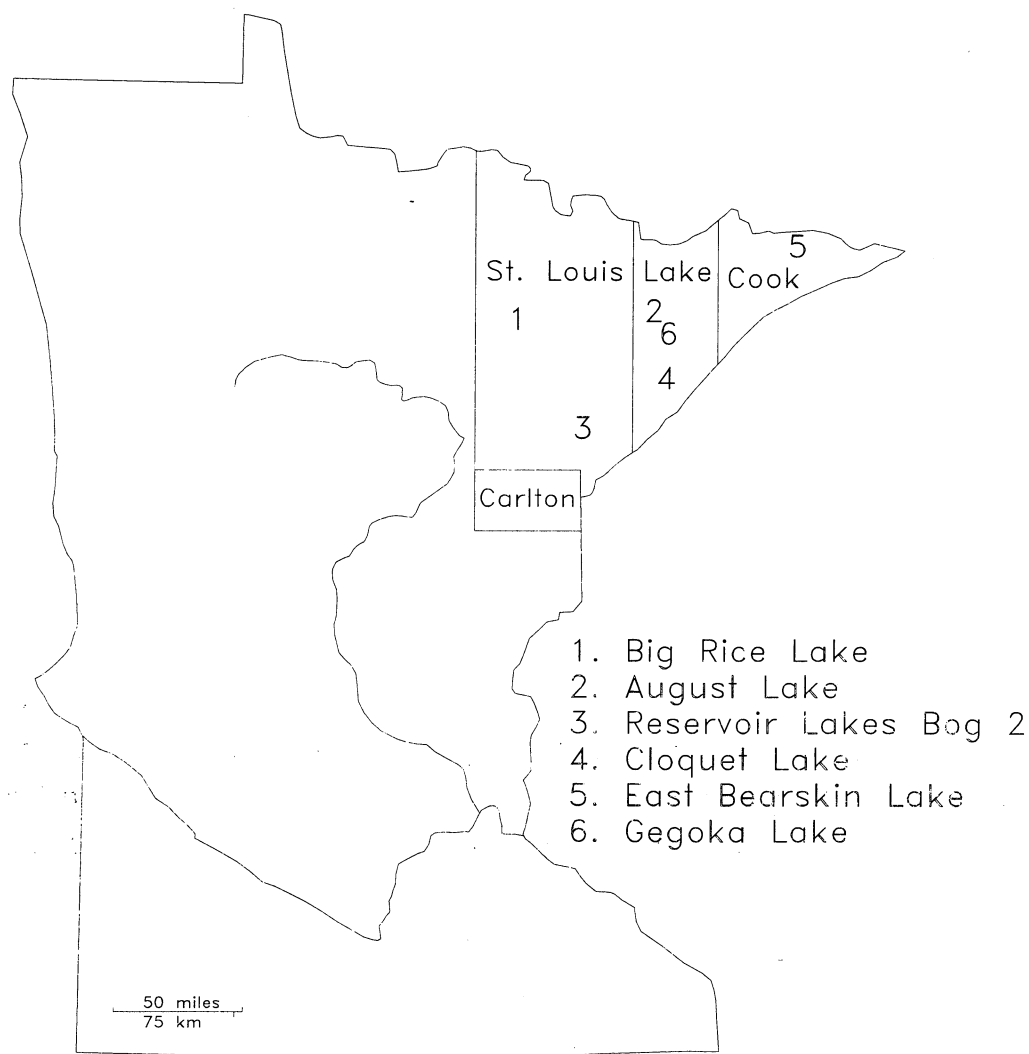 5
St. Louis Lake Cook
1
2
6
4
3
Carlton
1. Big Rice Lake
2. August Lake
3. Reservoir Lakes Bog 2
4. Cloquet Lake
5. East Bearskin Lake
6. Gegoka Lake
50 miles
75 km